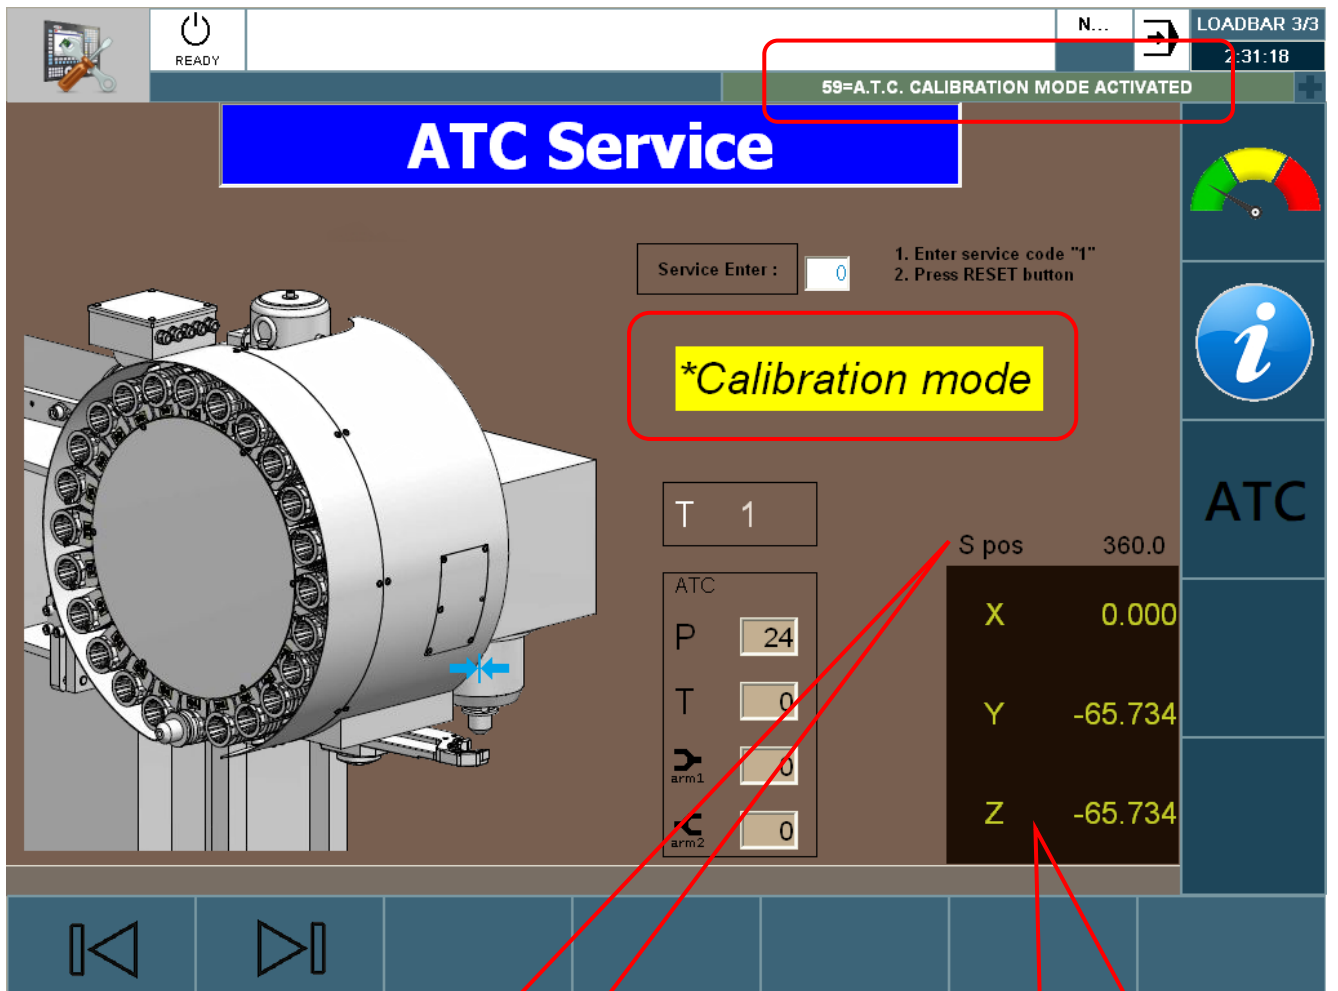 N...
LOADBAR 3/3
READY
2:31:18
59=A.T.C. CALIBRATION MODE ACTIVATED
ATC Service
Service Enter :
0
1. Enter service code "1"
2. Press RESET button
*Calibration mode
T 1
ATC
S pos 360.0
ATC
P 24
T 0
arm1 0
arm2 0
X 0.000
Y -65.734
Z -65.734